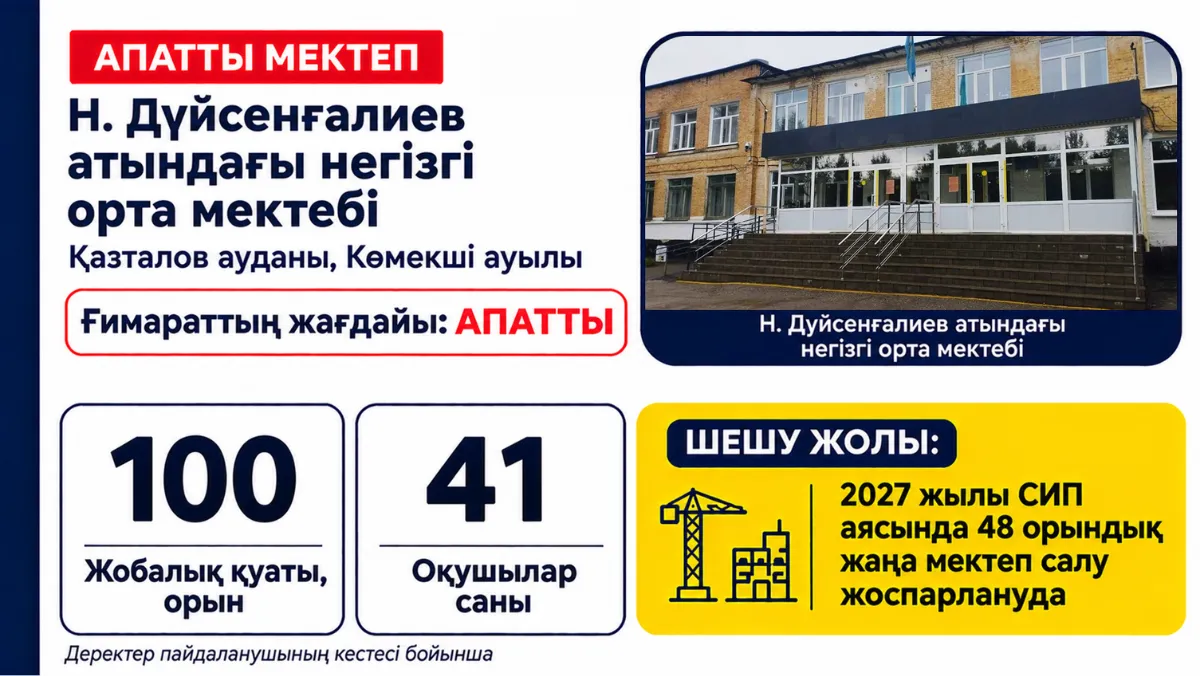 АПАТТЫ МЕКТЕП
Н. Дүйсенғалиев
атындағы негізгі
орта мектебі
Қазталов ауданы, Көмекші ауылы
Ғимараттың жағдайы: АПАТТЫ
Н. Дуйсенғалиев атындағы
негізгі орта мектебі
100
Жобалық қуаты,
орын
41
Оқушылар
саны
ШЕШУ ЖОЛЫ:
2027 жылы СИП
аясында 48 орындық
жаңа мектеп салу
жоспарлануда
Деректер пайдаланушының кестесі бойынша